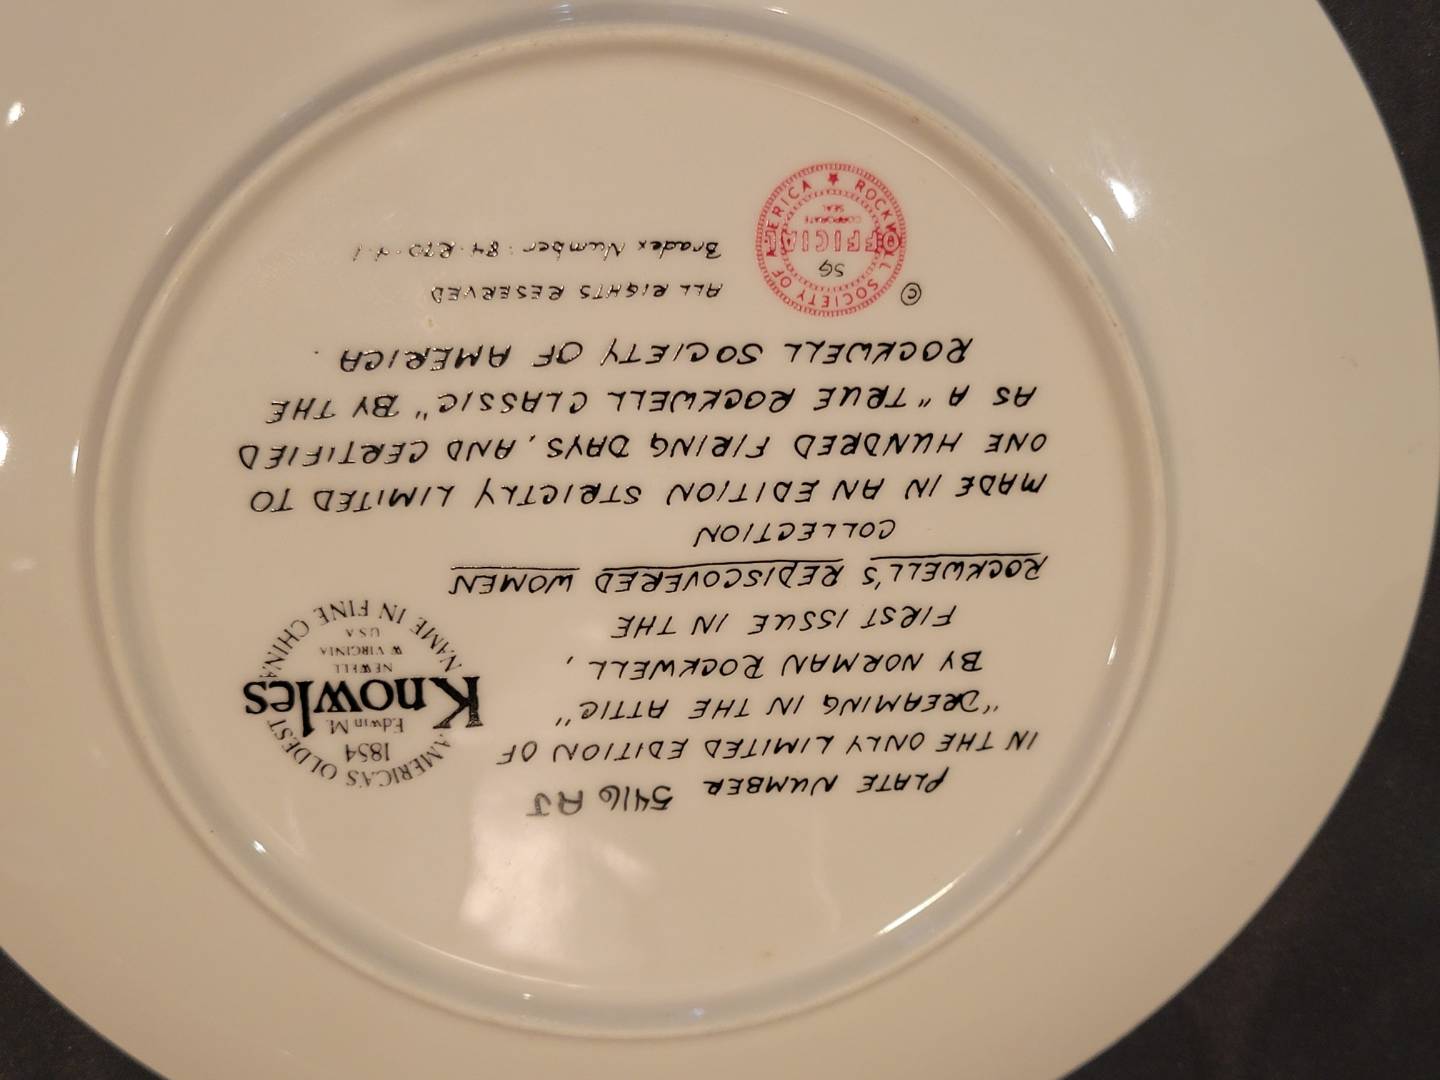 PLATE NUMBER 5416 RJ
IN THE ONLY LIMITED EDITION OF
"DREAMING IN THE ATTIC"
BY NORMAN ROCKWELL,
FIRST ISSUE IN THE
ROCKWELL'S REDISCOVERED WOMEN
COLLECTION
MADE IN AN EDITION STRICTLY LIMITED TO
ONE HUNDRED FIRING DAYS, AND CERTIFIED
AS A "TRUE ROCKWELL CLASSIC" BY THE
ROCKWELL SOCIETY OF AMERICA.
ALL RIGHTS RESERVED
Bradex Number: 84-R70-4.1
AMERICA'S OLDEST NAME IN FINE CHINA
1854
Edwin M.
Knowles
NEWELL
W VIRGINIA
USA
©
ROCKWELL SOCIETY OF AMERICA ★
SG
OFFICIAL
CORPORATE
SEAL